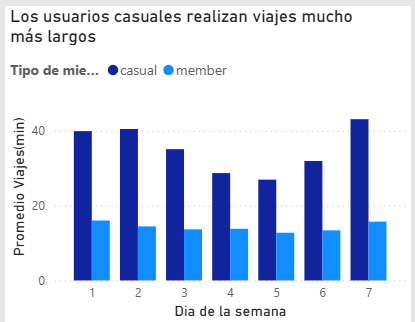 Los usuarios casuales realizan viajes mucho
más largos
Tipo de mie... casual member
Promedio Viajes(min)
40
20
0
1 2 3 4 5 6 7
Dia de la semana